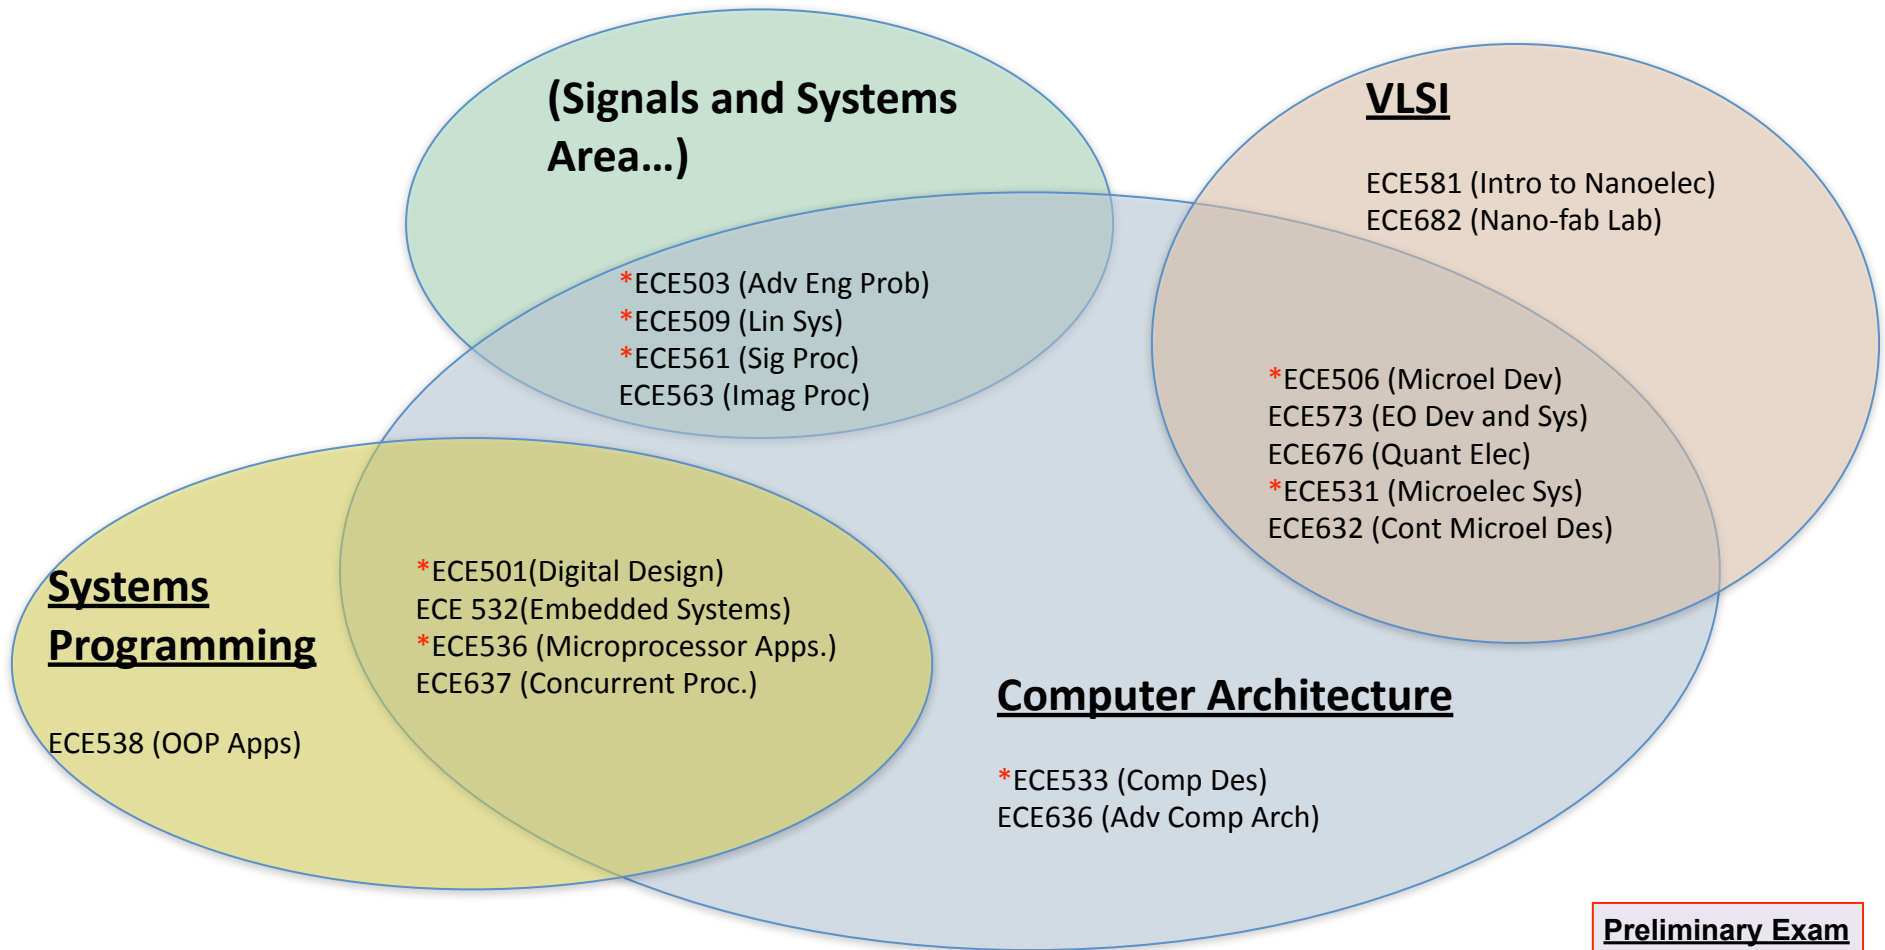 (Signals and Systems
Area…)
VLSI
ECE581 (Intro to Nanoelec)
ECE682 (Nano-fab Lab)
*ECE503 (Adv Eng Prob)
*ECE509 (Lin Sys)
*ECE561 (Sig Proc)
ECE563 (Imag Proc)
*ECE506 (Microel Dev)
ECE573 (EO Dev and Sys)
ECE676 (Quant Elec)
*ECE531 (Microelec Sys)
ECE632 (Cont Microel Des)
Systems
Programming
ECE538 (OOP Apps)
*ECE501(Digital Design)
ECE 532(Embedded Systems)
*ECE536 (Microprocessor Apps.)
ECE637 (Concurrent Proc.)
Computer Architecture
*ECE533 (Comp Des)
ECE636 (Adv Comp Arch)
Preliminary Exam